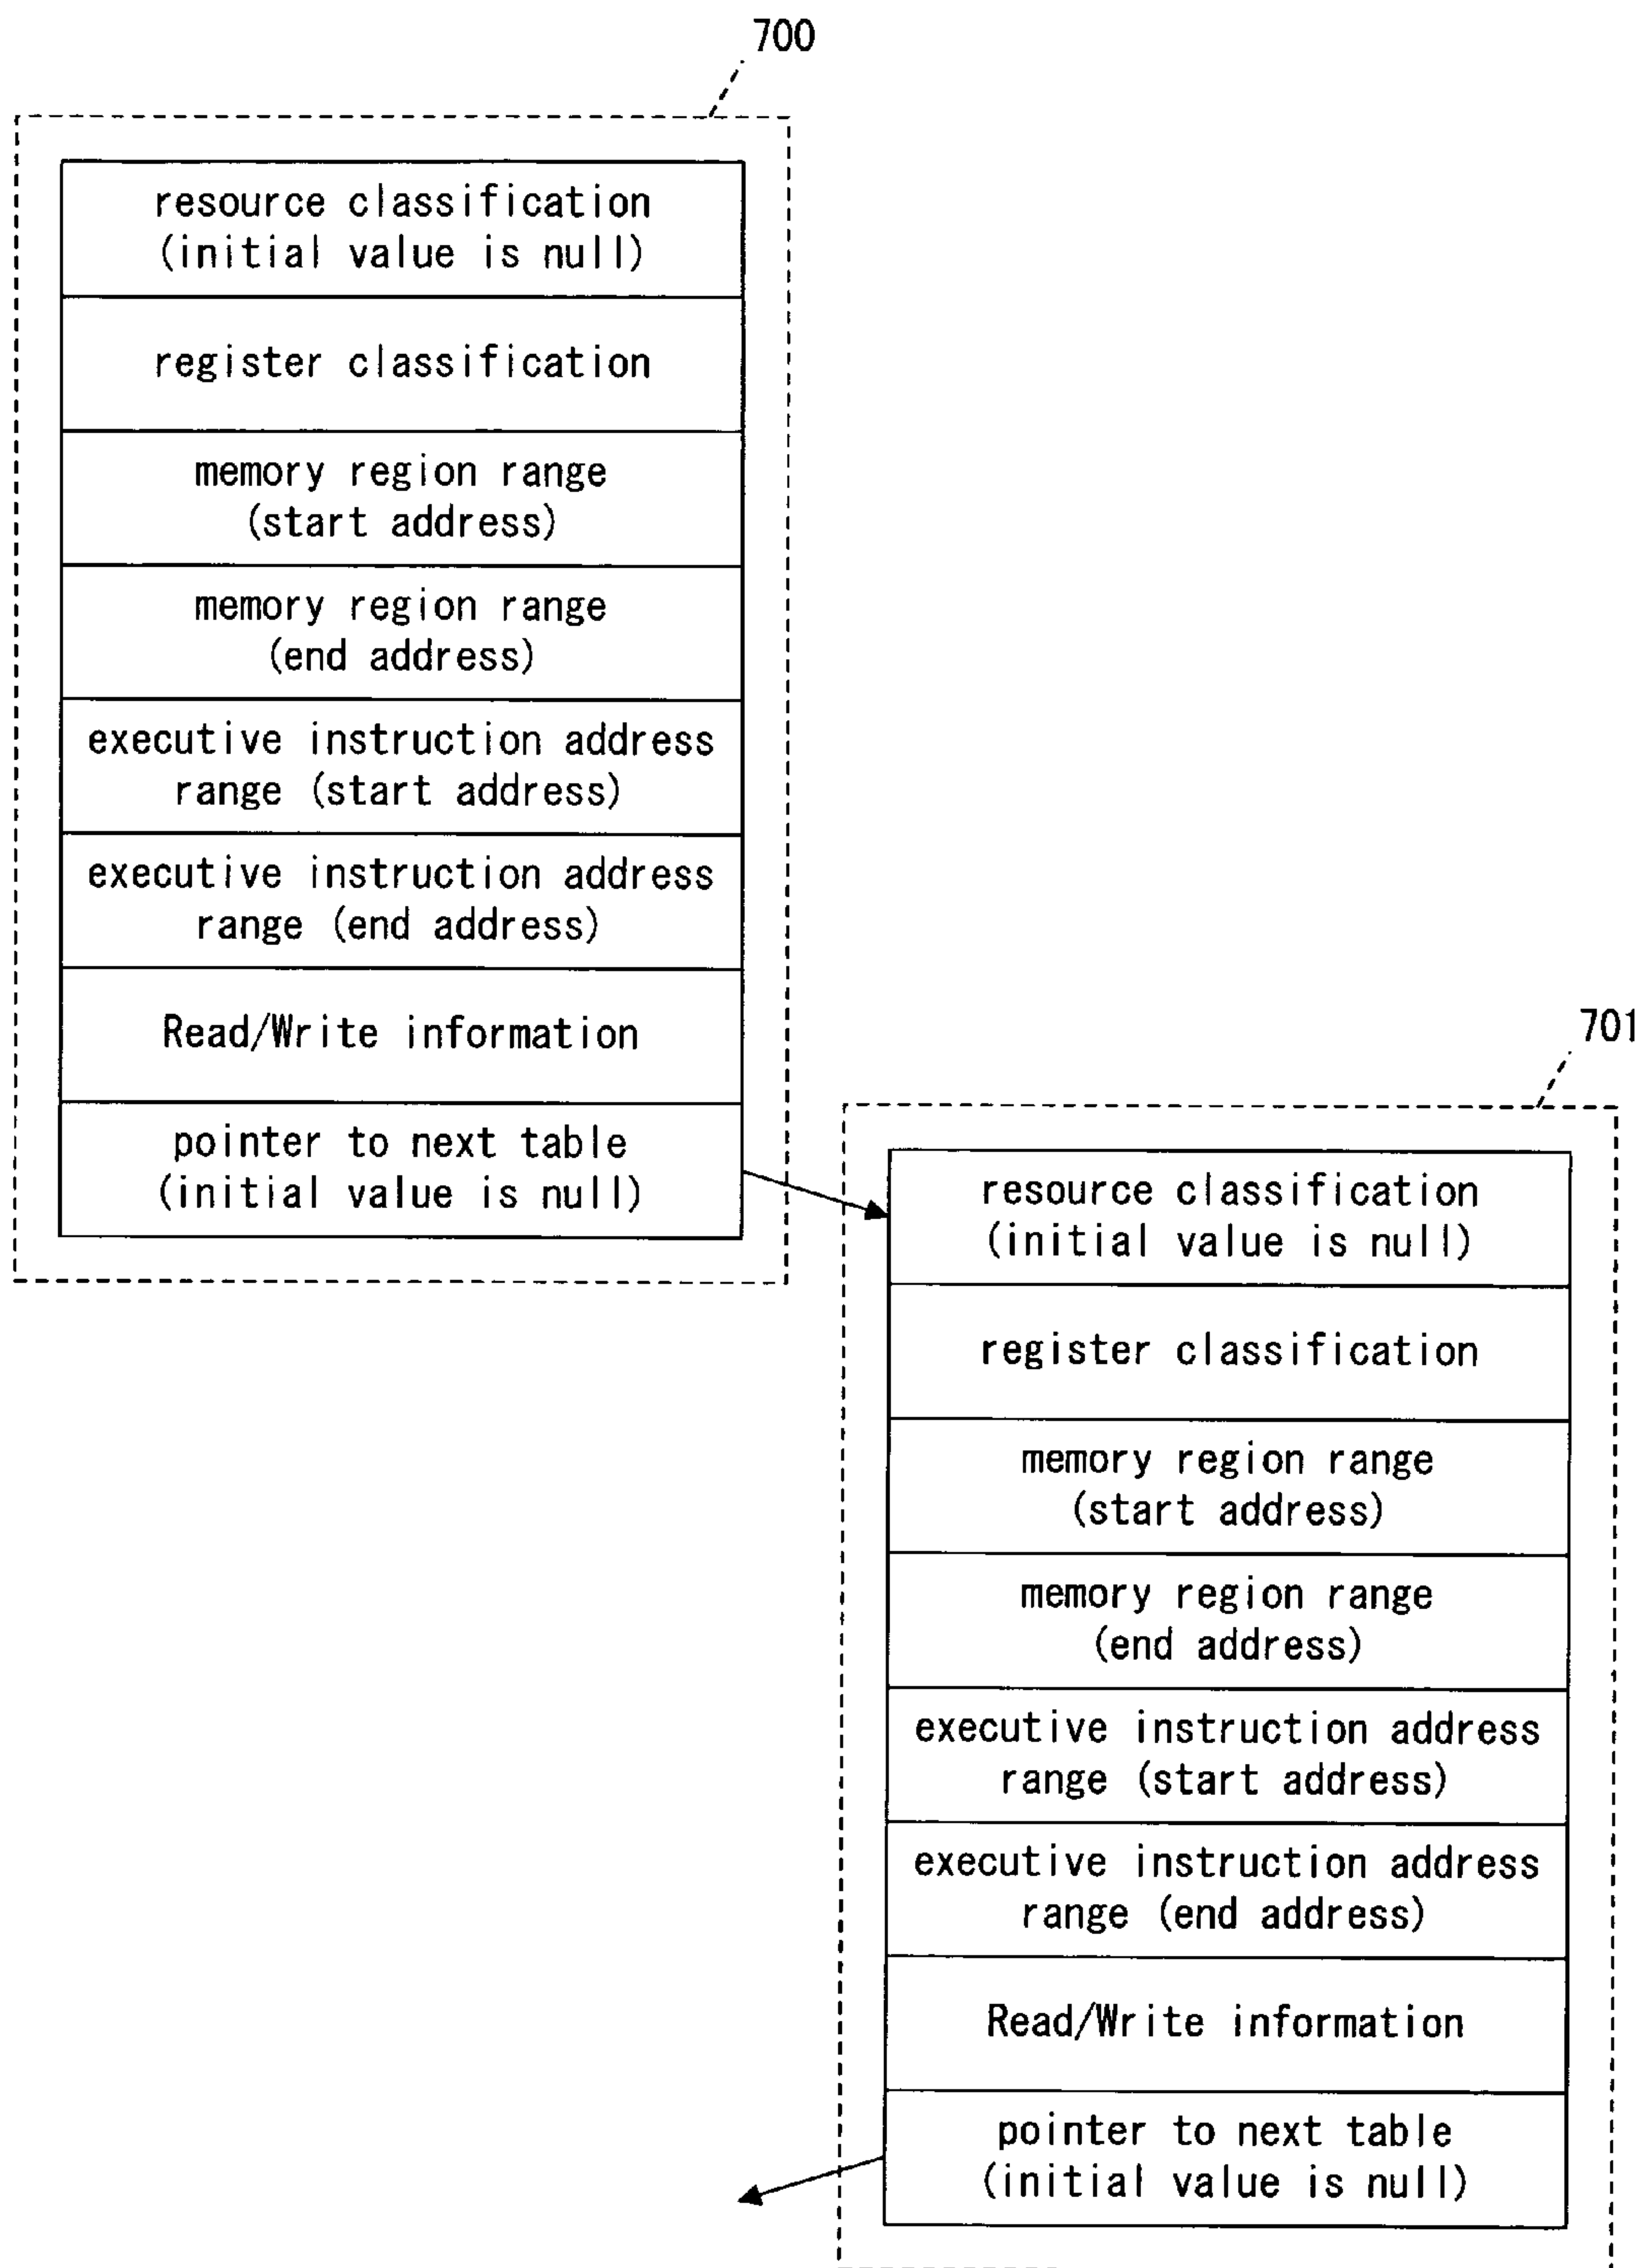 700
resource classification
(initial value is null)
register classification
memory region range
(start address)
memory region range
(end address)
executive instruction address
range (start address)
executive instruction address
range (end address)
Read/Write information
pointer to next table
(initial value is null)
701
resource classification
(initial value is null)
register classification
memory region range
(start address)
memory region range
(end address)
executive instruction address
range (start address)
executive instruction address
range (end address)
Read/Write information
pointer to next table
(initial value is null)